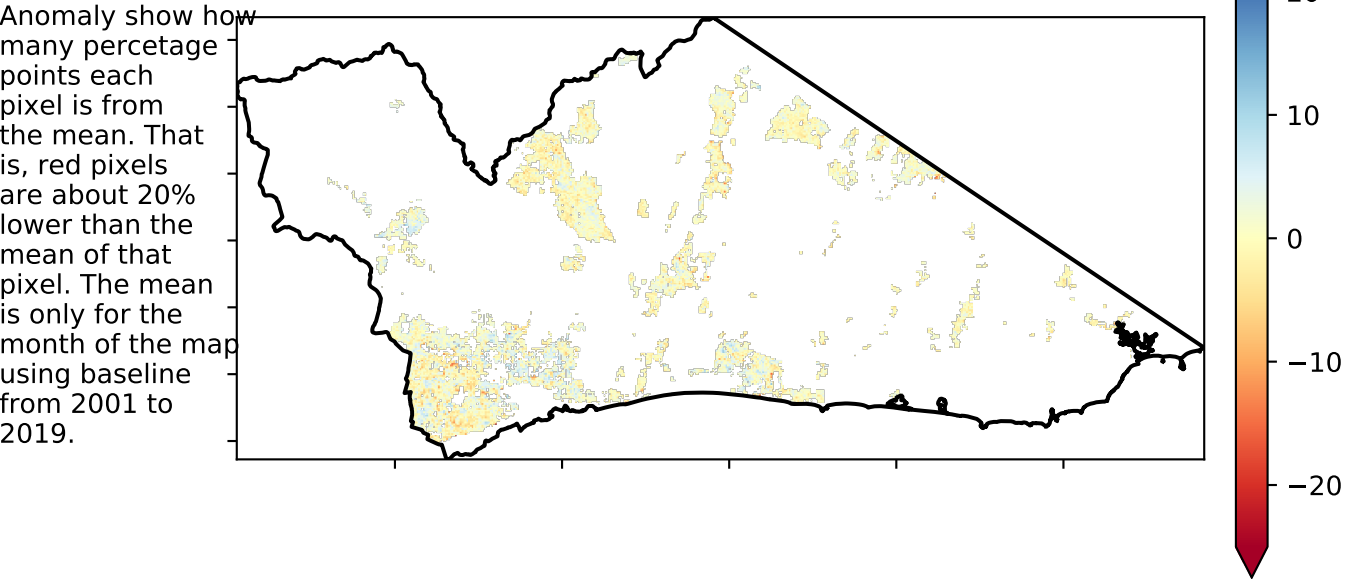 Anomaly show how
many percetage
points each
pixel is from
the mean. That
is, red pixels
are about 20%
lower than the
mean of that
pixel. The mean
is only for the
month of the map
using baseline
from 2001 to
2019.
10
0
−10
−20